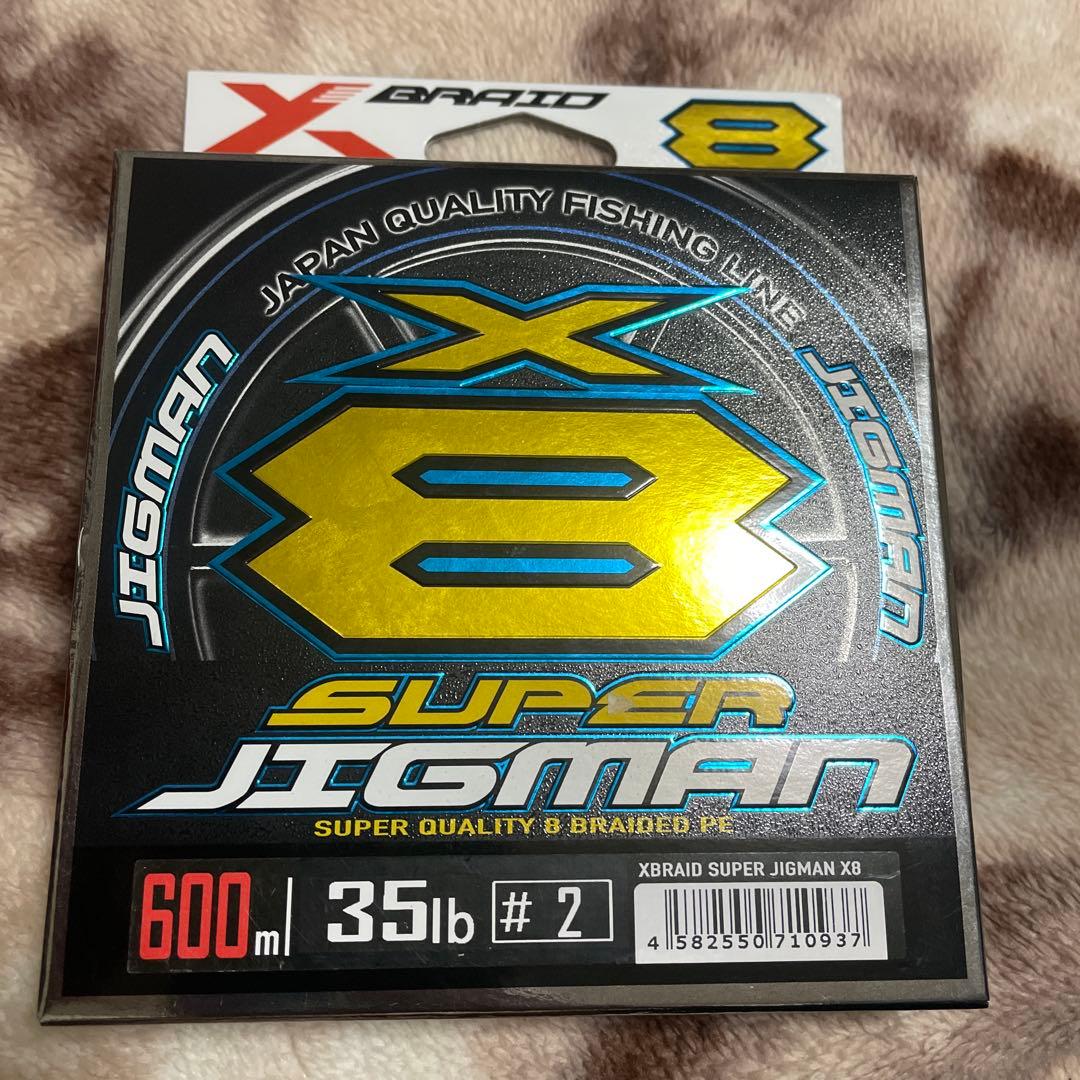 X BRAID 8
JAPAN QUALITY FISHING LINE
X
8
JIGMAN
JIGMAN
SUPER
JIGMAN
SUPER QUALITY 8 BRAIDED PE
600m 35lb #2
XBRAID SUPER JIGMAN X8
4 582550 710937